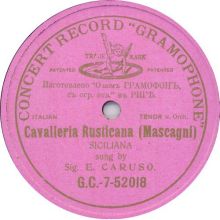 CONCERT RECORD "GRAMOPHONE"
TRADE MARK
PATENTED PATENTED
Изготовлено О-вомъ ГРАМОФОНЪ,
съ огр. отв. въ РИГѢ.
ITALIAN TENOR w. Orch.
Cavalleria Rusticana (Mascagni)
SICILIANA
sung by
Sig. E. CARUSO.
G.C.-7-52018